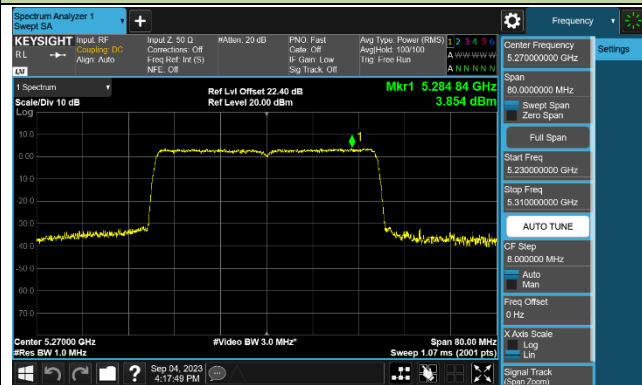 Spectrum Analyzer 1
Swept SA
+
Frequency
KEYSIGHT
Input: RF
Input Z: 50 Ω
#Atten: 20 dB
PNO: Fast
Avg Type: Power (RMS)
1 2 3 4 5 6
RL
Coupling: DC
Corrections: Off
Gate: Off
Avg|Hold: 100/100
A W W W W W
Align: Auto
Freq Ref: Int (S)
IF Gain: Low
Trig: Free Run
NFE: Off
Sig Track: Off
A N N N N N
LXI
Center Frequency
5.270000000 GHz
Settings
1 Spectrum
Scale/Div 10 dB
Log
Ref Lvl Offset 22.40 dB
Ref Level 20.00 dBm
Mkr1 5.284 84 GHz
3.854 dBm
1
Span
80.0000000 MHz
Swept Span
Zero Span
Full Span
Start Freq
5.230000000 GHz
Stop Freq
5.310000000 GHz
AUTO TUNE
CF Step
8.000000 MHz
Auto
Man
Freq Offset
0 Hz
X Axis Scale
Log
Lin
Signal Track
(Span Zoom)
10.0
0.00
10.0
20.0
30.0
40.0
-50.0
60.0
70.0
Center 5.27000 GHz
#Video BW 3.0 MHz*
Span 80.00 MHz
#Res BW 1.0 MHz
Sweep 1.07 ms (2001 pts)
?
Sep 04, 2023
4:17:49 PM